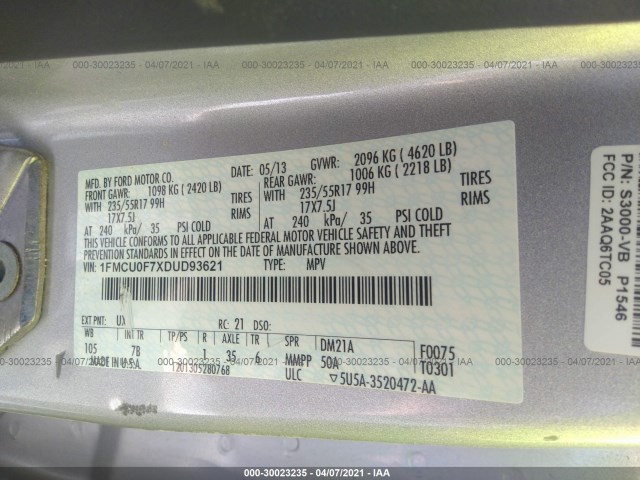 000-30023235 - 04/07/2021 - IAA
MFD. BY FORD MOTOR CO.
DATE: 05/13 GVWR: 2096 KG ( 4620 LB)
FRONT GAWR: 1098 KG ( 2420 LB) REAR GAWR: 1006 KG ( 2218 LB)
WITH 235/55R17 99H TIRES WITH 235/55R17 99H TIRES
17X7.5J RIMS 17X7.5J RIMS
AT 240 kPa/ 35 PSI COLD AT 240 kPa/ 35 PSI COLD
THIS VEHICLE CONFORMS TO ALL APPLICABLE FEDERAL MOTOR VEHICLE SAFETY AND THEFT
PREVENTION STANDARDS IN EFFECT ON THE DATE OF MANUFACTURE SHOWN ABOVE.
VIN: 1FMCU0F7XDUD93621 TYPE: MPV
EXT PNT: UX RC: 21 DSO:
WB INT TR TP/PS R AXLE TR SPR DM21A F0075
105 7B 1 35 6 MMPP 50A T0301
MADE IN U.S.A. 120130528076B ULC 5U5A-3520472-AA
P/N: S3000-VB P1546
FCC ID: 2AAQ6TC05
000-30023235 - 04/07/2021 - IAA